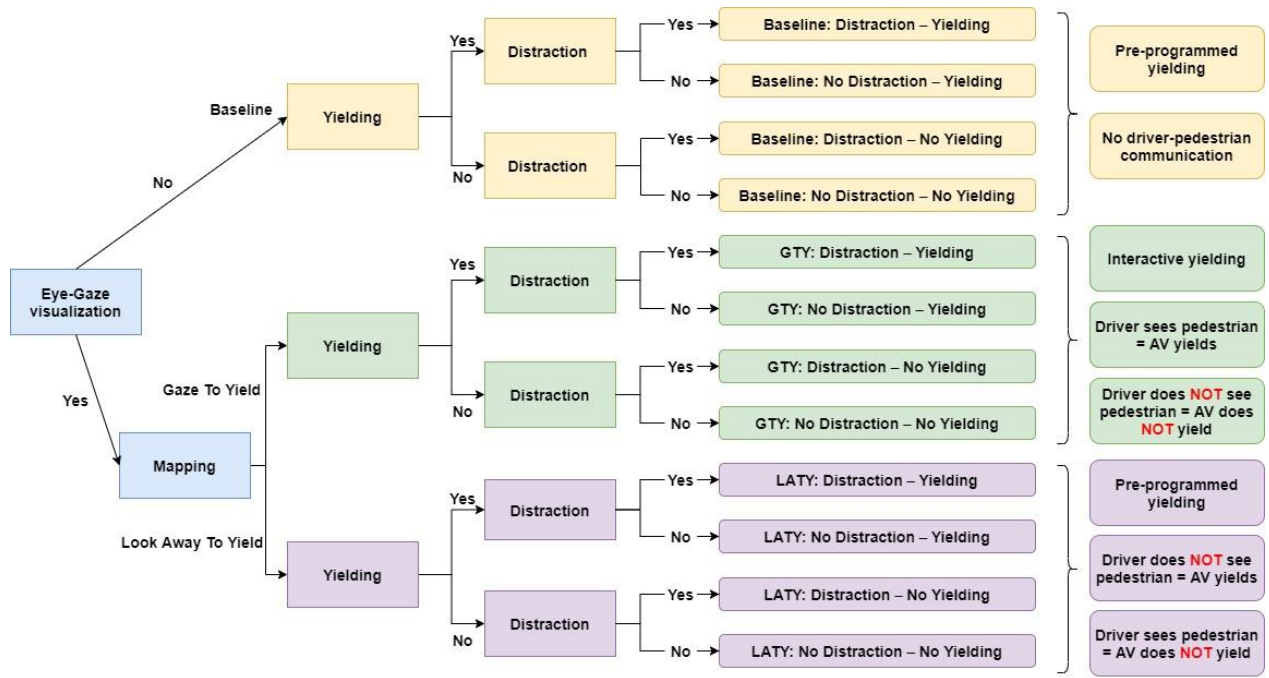 Eye-Gaze
visualization
No
Baseline
Yes
Mapping
Gaze To Yield
Look Away To Yield
Yielding
Yes
No
Distraction
Yes
No
Distraction
Yes
No
Baseline: Distraction – Yielding
Baseline: No Distraction – Yielding
Baseline: Distraction – No Yielding
Baseline: No Distraction – No Yielding
Pre-programmed
yielding
No driver-pedestrian
communication
Yielding
Yes
No
Distraction
Yes
No
Distraction
Yes
No
GTY: Distraction – Yielding
GTY: No Distraction – Yielding
GTY: Distraction – No Yielding
GTY: No Distraction – No Yielding
Interactive yielding
Driver sees pedestrian
= AV yields
Driver does NOT see
pedestrian = AV does
NOT yield
Yielding
Yes
No
Distraction
Yes
No
Distraction
Yes
No
LATY: Distraction – Yielding
LATY: No Distraction – Yielding
LATY: Distraction – No Yielding
LATY: No Distraction – No Yielding
Pre-programmed
yielding
Driver does NOT see
pedestrian = AV yields
Driver sees pedestrian
= AV does NOT yield